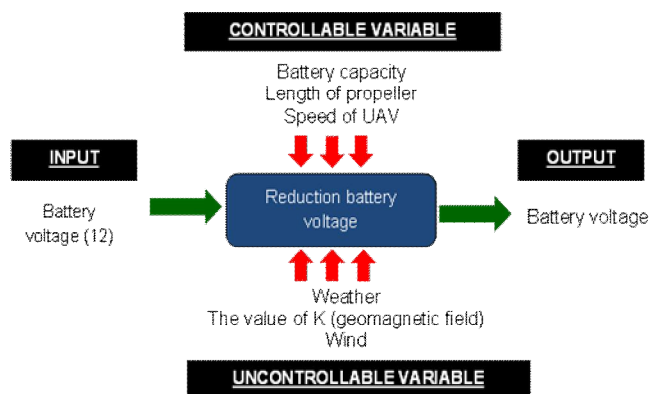 CONTROLLABLE VARIABLE
Battery capacity
Length of propeller
Speed of UAV
INPUT
Battery
voltage (12)
Reduction battery
voltage
OUTPUT
Battery voltage
Weather
The value of K (geomagnetic field)
Wind
UNCONTROLLABLE VARIABLE